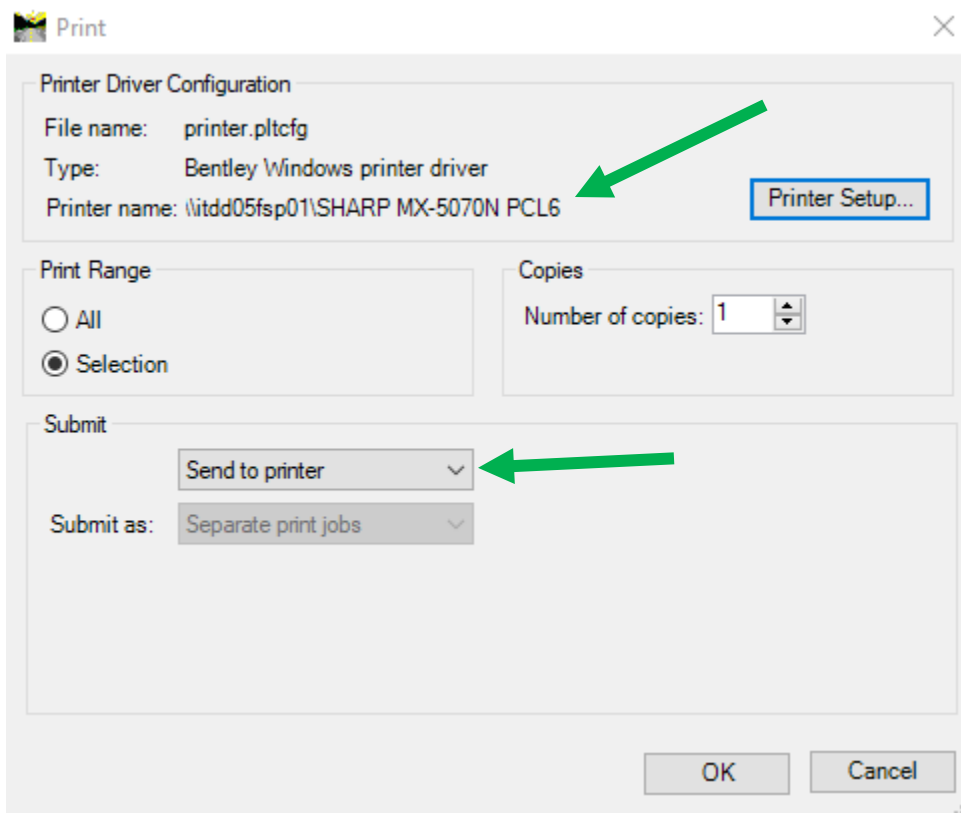 Print
Printer Driver Configuration
File name: printer.pltcfg
Type: Bentley Windows printer driver
Printer name: \\itdd05fsp01\SHARP MX-5070N PCL6
Printer Setup...
Print Range
All
Selection
Copies
Number of copies: 1
Submit
Send to printer
Submit as: Separate print jobs
OK
Cancel